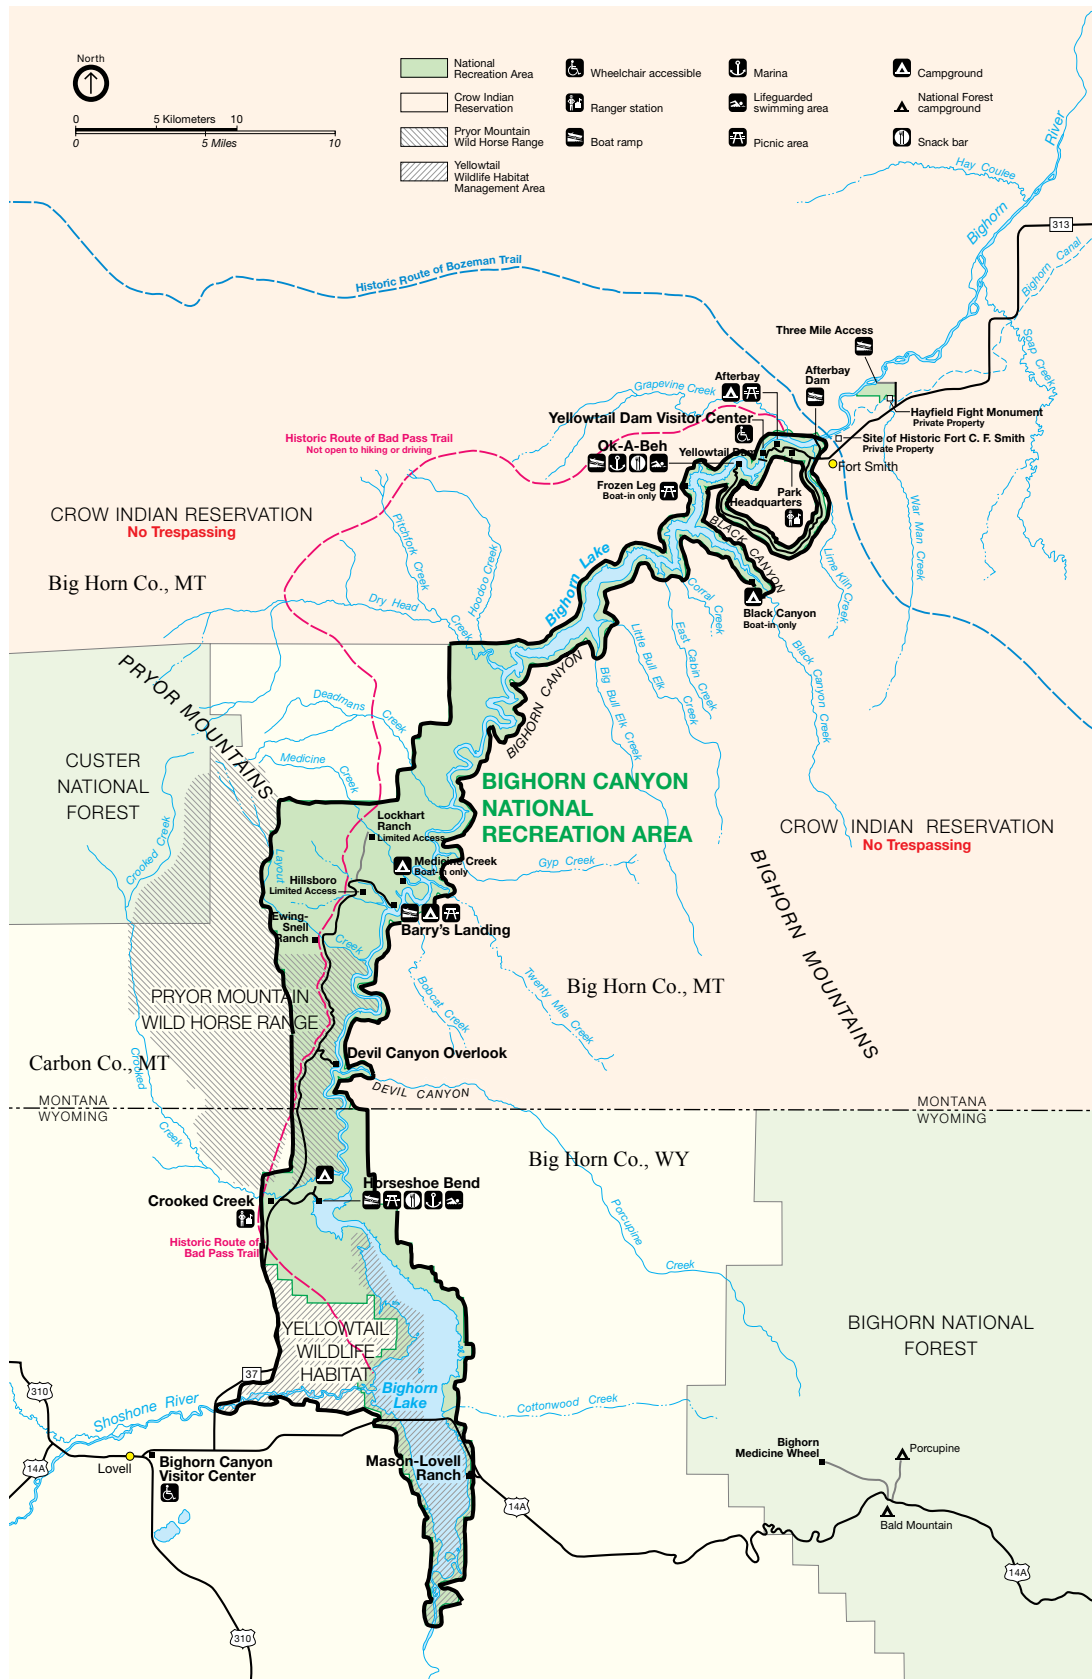 North
0 5 Kilometers 10
0 5 Miles 10
National
Recreation Area
Crow Indian
Reservation
Pryor Mountain
Wild Horse Range
Yellowtail
Wildlife Habitat
Management Area
Wheelchair accessible
Ranger station
Boat ramp
Marina
Lifeguarded
swimming area
Picnic area
Campground
National Forest
campground
Snack bar
Hay Coulee
River
Bighorn
313
Bighorn Canal
Historic Route of Bozeman Trail
Soap Creek
Three Mile Access
Afterbay
Dam
Afterbay
Grapevine Creek
Hayfield Fight Monument
Private Property
Yellowtail Dam Visitor Center
Site of Historic Fort C. F. Smith
Private Property
Historic Route of Bad Pass Trail
Not open to hiking or driving
Ok-A-Beh
Yellowtail Dam
Fort Smith
Frozen Leg
Boat-in only
Park
Headquarters
CROW INDIAN RESERVATION
No Trespassing
Pitchfork Creek
BLACK CANYON
War Man Creek
Big Horn Co., MT
Hoodoo Creek
Bighorn Lake
Lime Kiln Creek
Dry Head
Creek
Corral Creek
Black Canyon
Boat-in only
Little Bull Elk
Creek
East Cabin Creek
Black Canyon Creek
PRYOR MOUNTAINS
BIGHORN CANYON
Big Bull Elk Creek
Deadmans
Creek
Medicine
Creek
CUSTER
NATIONAL
FOREST
BIGHORN CANYON
NATIONAL
RECREATION AREA
Lockhart
Ranch
Limited Access
CROW INDIAN RESERVATION
No Trespassing
Crooked Creek
Layout
Creek
Medicine Creek
Boat-in only
Gyp Creek
BIGHORN MOUNTAINS
Hillsboro
Limited Access
Ewing-
Snell
Ranch
Barry's Landing
Bobcat Creek
Twenty Mile Creek
Big Horn Co., MT
PRYOR MOUNTAIN
WILD HORSE RANGE
Carbon Co., MT
Crooked
Creek
Devil Canyon Overlook
DEVIL CANYON
MONTANA
WYOMING
MONTANA
WYOMING
Big Horn Co., WY
Horseshoe Bend
Crooked Creek
Porcupine
Creek
Historic Route of
Bad Pass Trail
YELLOWTAIL
WILDLIFE
HABITAT
BIGHORN NATIONAL
FOREST
37
310
Bighorn
Lake
Shoshone River
Cottonwood Creek
14A
Lovell
Bighorn Canyon
Visitor Center
Mason-Lovell
Ranch
Bighorn
Medicine Wheel
Porcupine
14A
Bald Mountain
14A
310